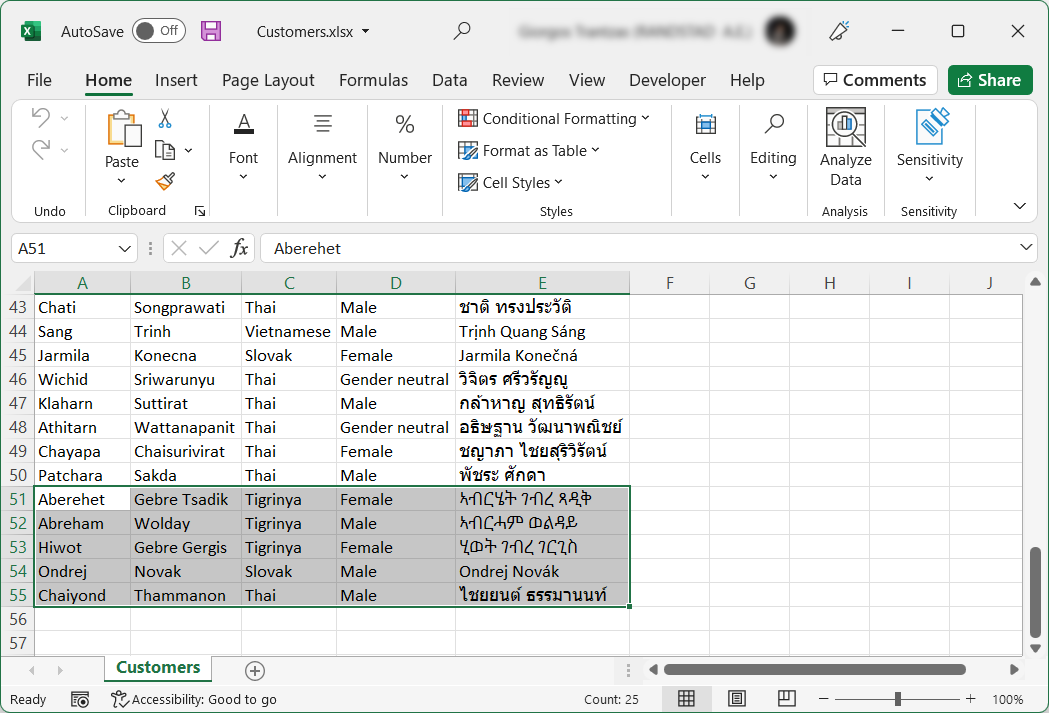 AutoSave Off Customers.xlsx
File Home Insert Page Layout Formulas Data Review View Developer Help Comments Share
Paste Font Alignment Number Conditional Formatting Format as Table Cell Styles Cells Editing Analyze Data Sensitivity
Undo Clipboard Styles Analysis Sensitivity
A51 fx Aberehet
A B C D E F G H I J
43 Chati Songprawati Thai Male ชาติ ทรงประวัติ
44 Sang Trinh Vietnamese Male Trịnh Quang Sáng
45 Jarmila Konecna Slovak Female Jarmila Konečná
46 Wichid Sriwarunyu Thai Gender neutral วิจิตร ศรีวรัญญู
47 Klaharn Suttirat Thai Male กล้าหาญ สุทธิรัตน์
48 Athitarn Wattanapanit Thai Gender neutral อธิษฐาน วัฒนาพณิชย์
49 Chayapa Chaisurivirat Thai Female ชญาภา ไชยสุริวิรัตน์
50 Patchara Sakda Thai Male พัชระ ศักดา
51 Aberehet Gebre Tsadik Tigrinya Female ኣብርሄት ገብረ ጻዲቅ
52 Abreham Wolday Tigrinya Male ኣብርሓም ወልዳይ
53 Hiwot Gebre Gergis Tigrinya Female ሂወት ገብረ ገርጊስ
54 Ondrej Novak Slovak Male Ondrej Novák
55 Chaiyond Thammanon Thai Male ไชยยนต์ ธรรมานนท์
56
57
Customers
Ready Accessibility: Good to go Count: 25 100%